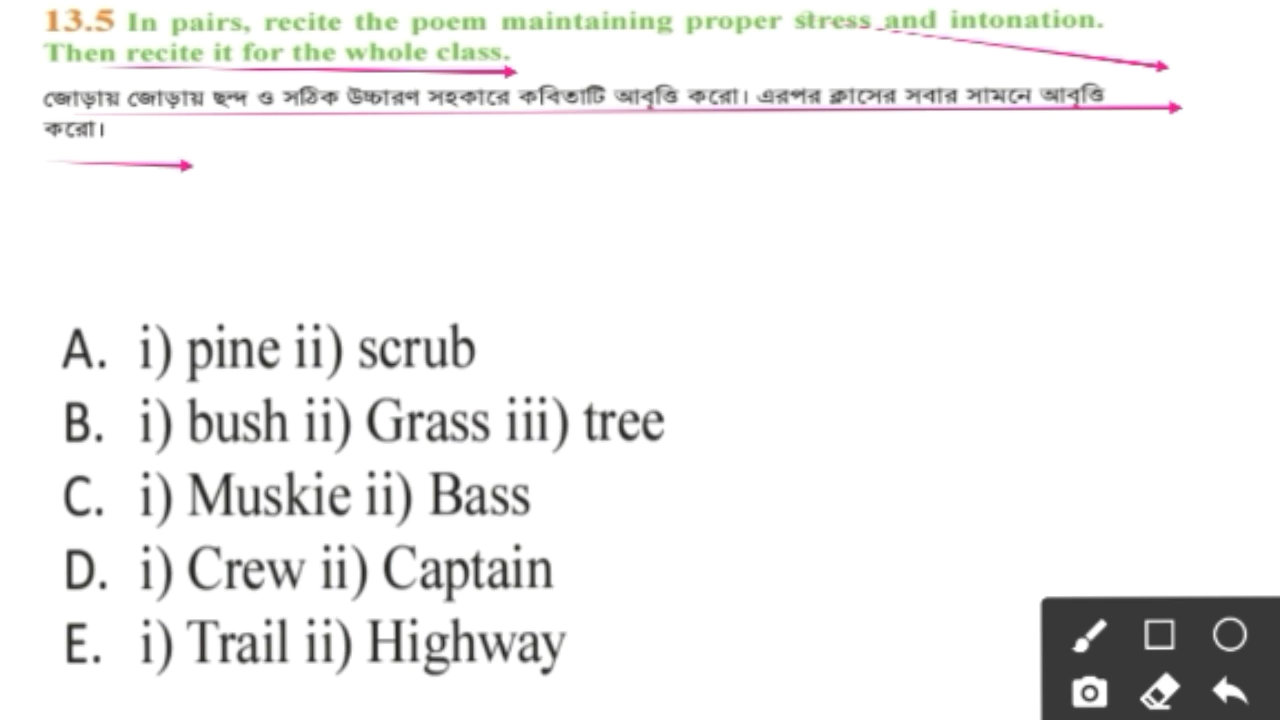 13.5 In pairs, recite the poem maintaining proper stress and intonation.
Then recite it for the whole class.
জোড়ায় জোড়ায় ছন্দ ও সঠিক উচ্চারণ সহকারে কবিতাটি আবৃত্তি করো। এরপর ক্লাসের সবার সামনে আবৃত্তি
করো।
A. i) pine ii) scrub
B. i) bush ii) Grass iii) tree
C. i) Muskie ii) Bass
D. i) Crew ii) Captain
E. i) Trail ii) Highway